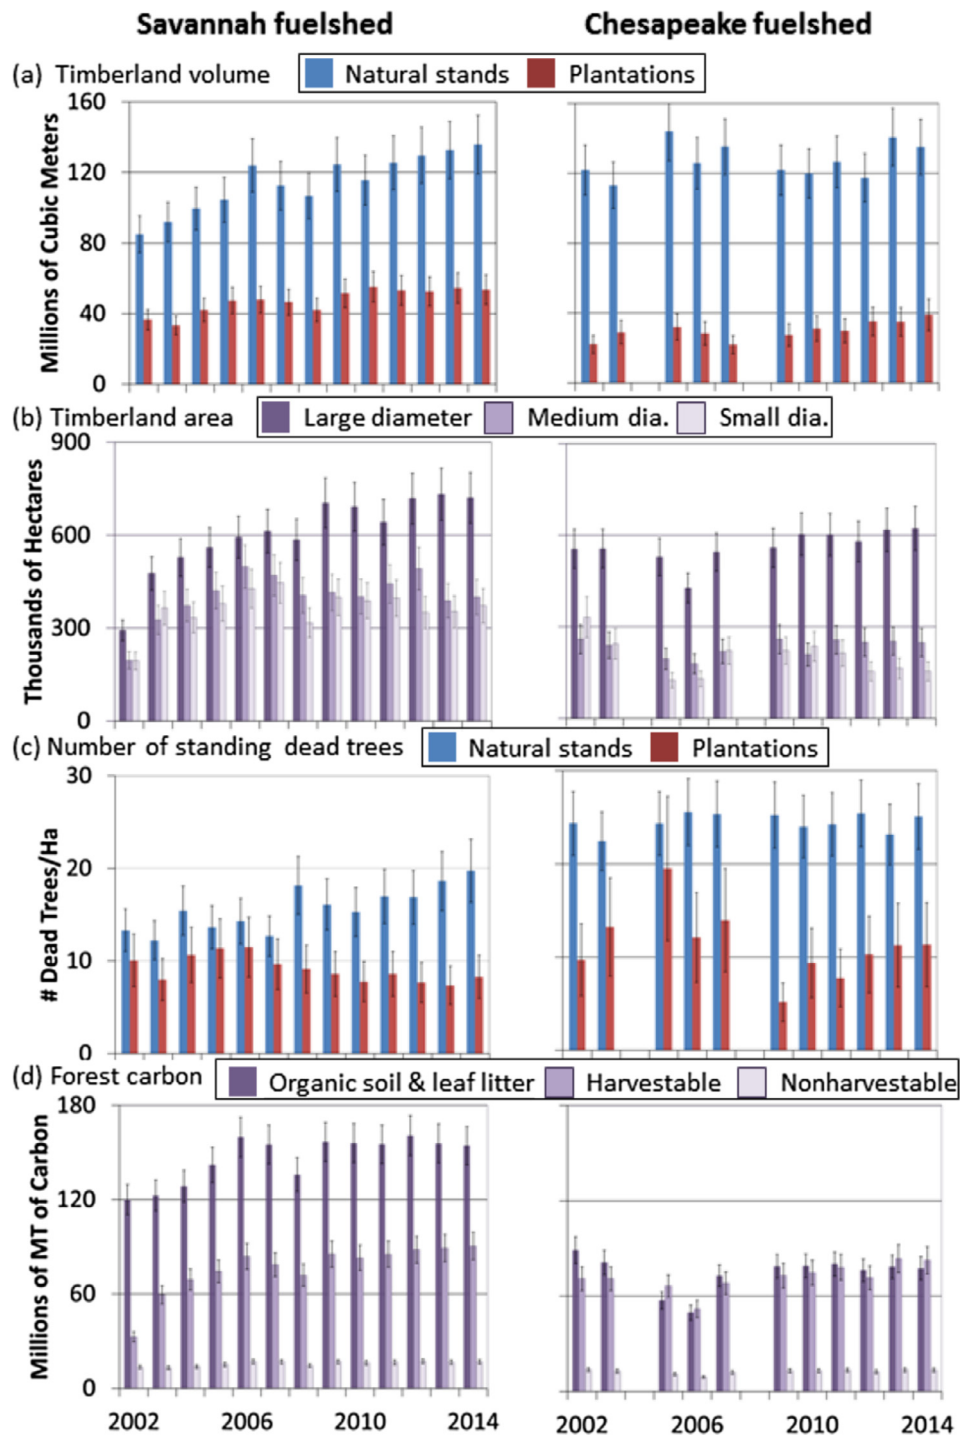 Savannah fuelshed Chesapeake fuelshed
(a) Timberland volume Natural stands Plantations
Millions of Cubic Meters
160
120
80
40
0
(b) Timberland area Large diameter Medium dia. Small dia.
Thousands of Hectares
900
600
300
0
(c) Number of standing dead trees Natural stands Plantations
# Dead Trees/Ha
30
20
10
0
(d) Forest carbon Organic soil & leaf litter Harvestable Nonharvestable
Millions of MT of Carbon
180
120
60
0
2002 2006 2010 2014 2002 2006 2010 2014